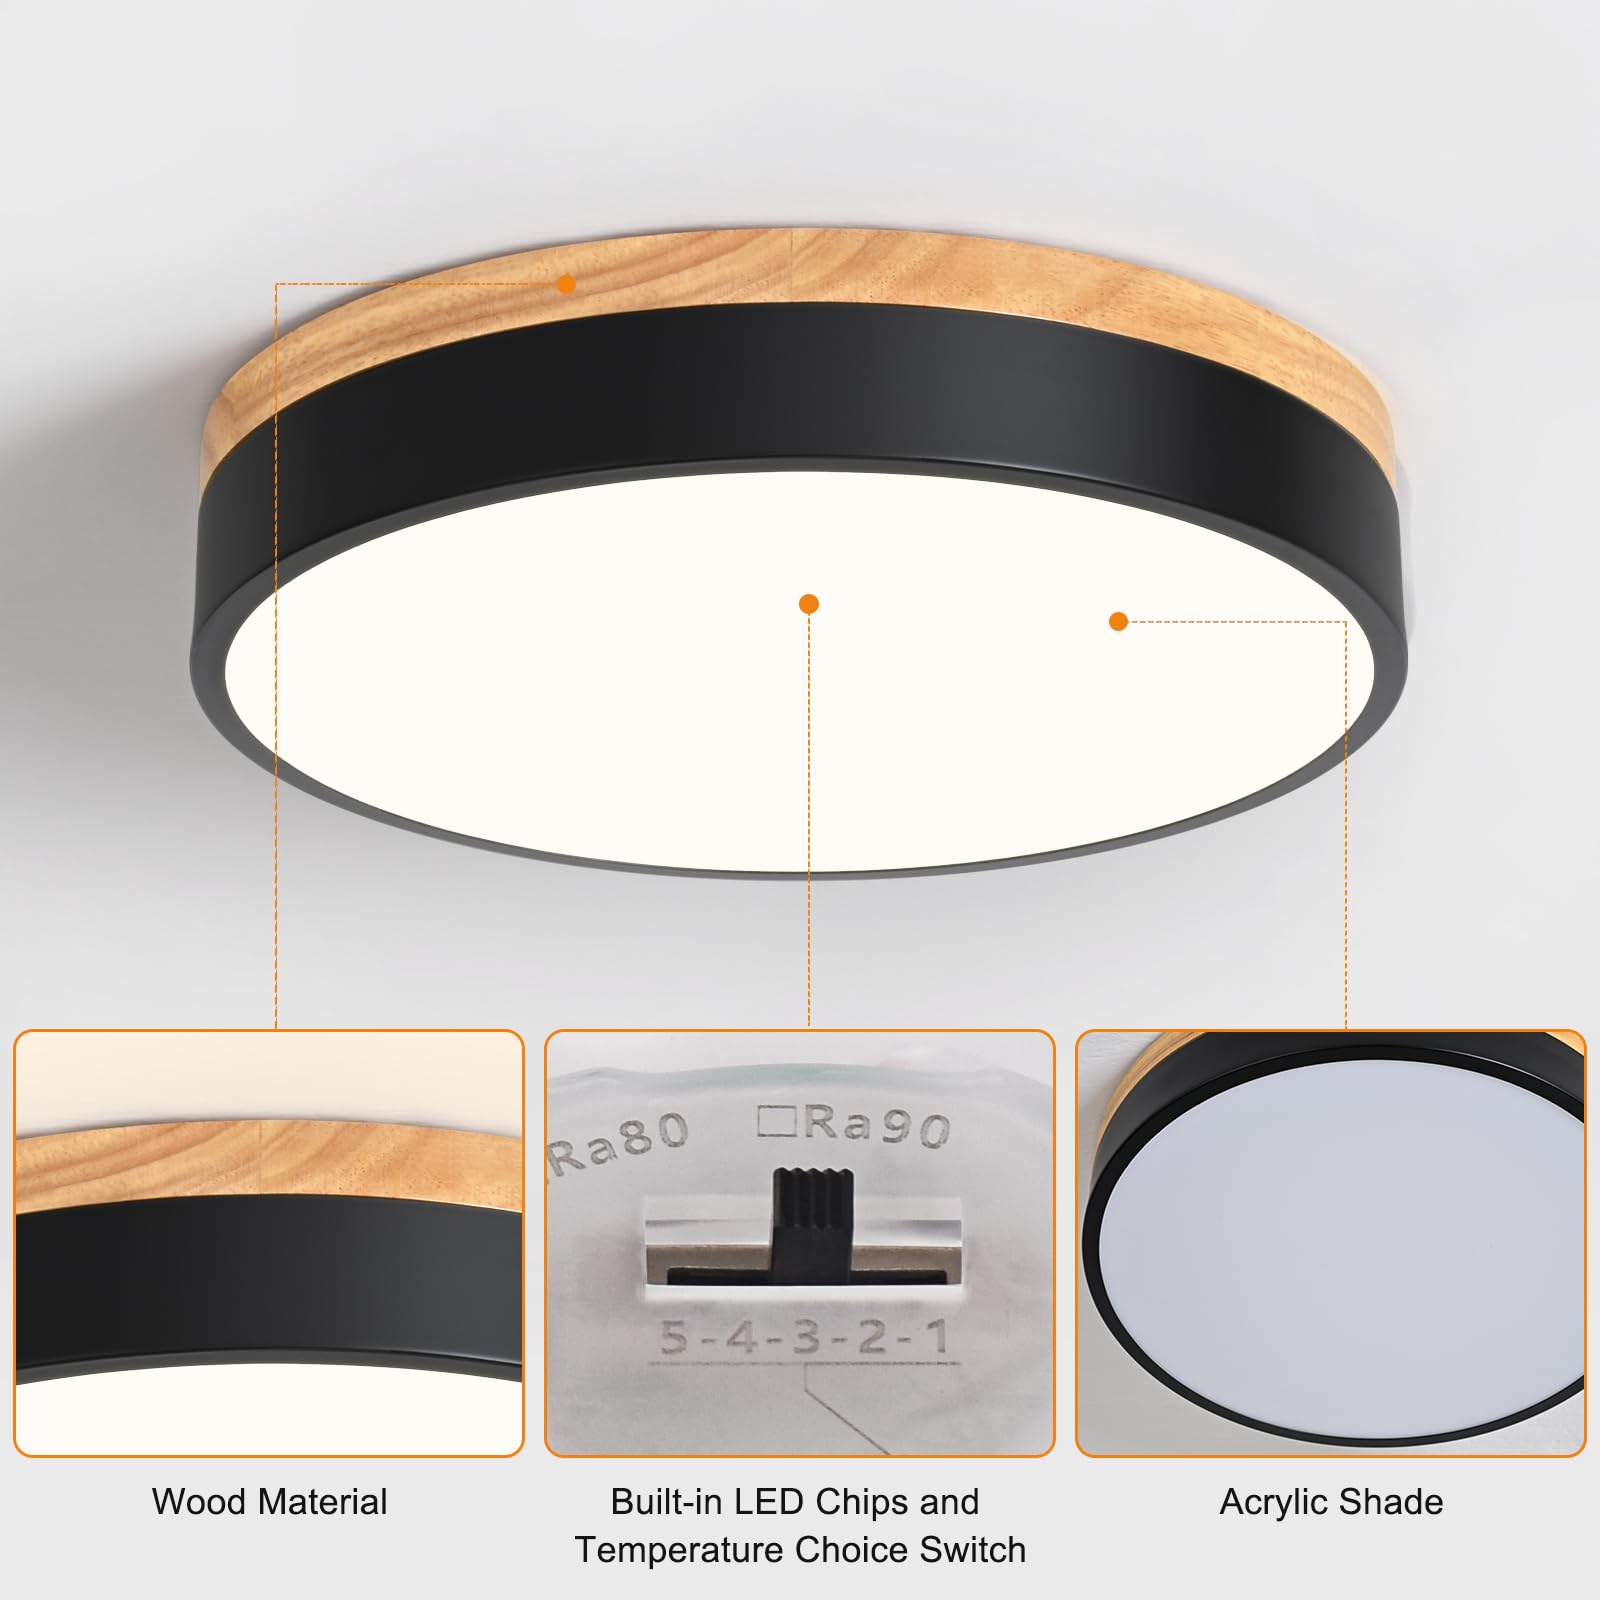 Ra80
□Ra90
5-4-3-2-1
Wood Material
Built-in LED Chips and
Temperature Choice Switch
Acrylic Shade